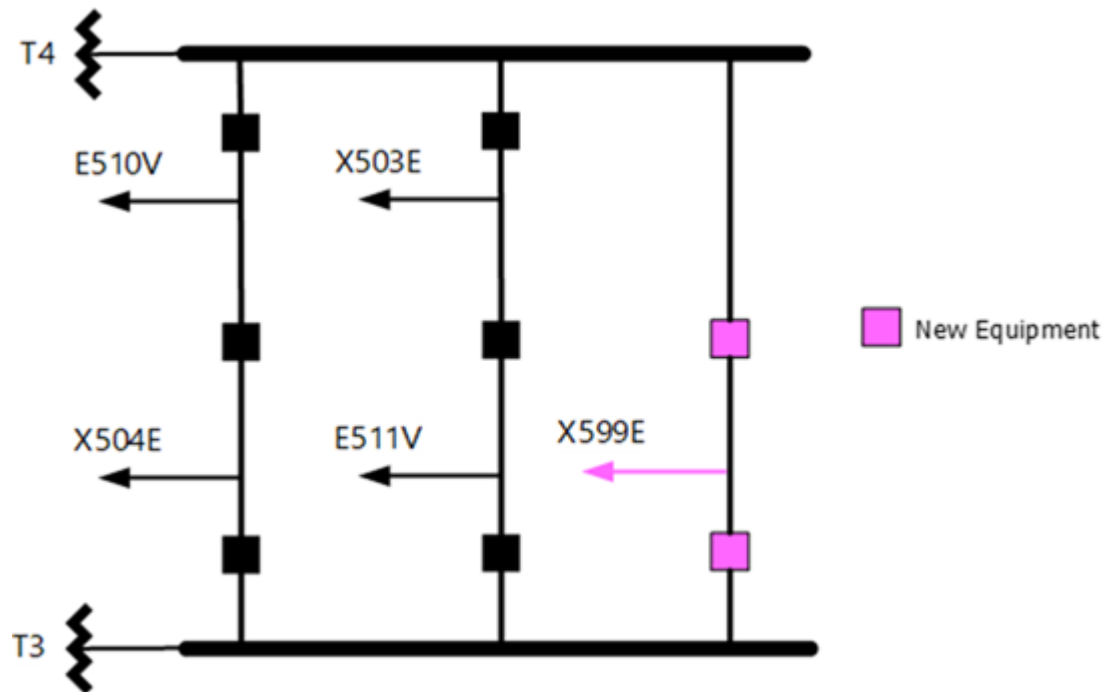 T4
E510V
X503E
New Equipment
X504E
E511V
X599E
T3